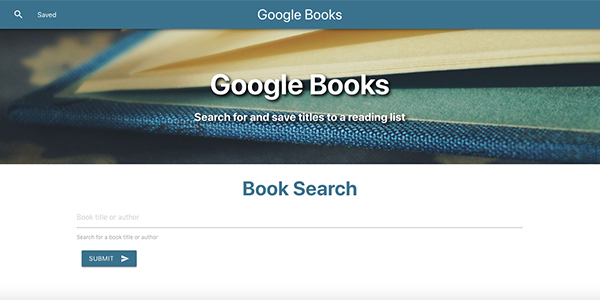 Saved
Google Books
Google Books
Search for and save titles to a reading list
Book Search
Book title or author
Search for a book title or author
SUBMIT